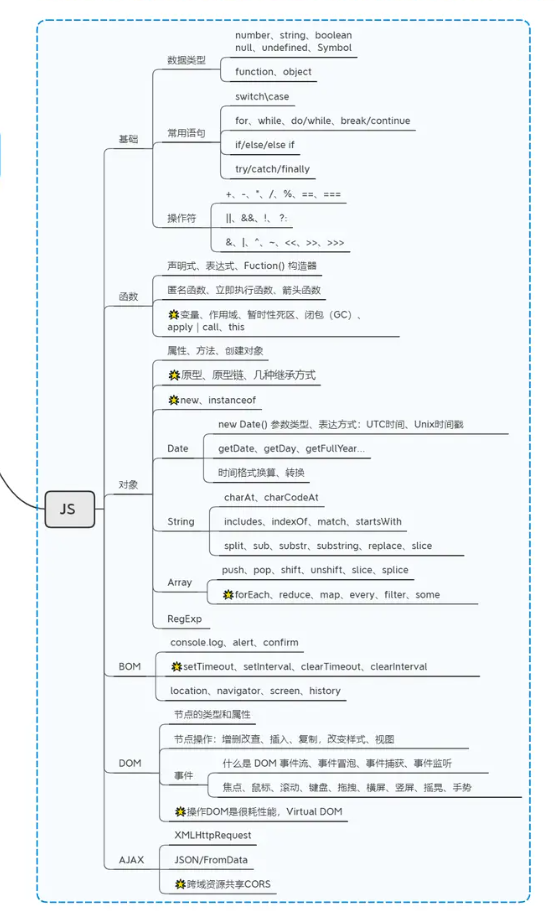 JS
基础
数据类型
number、string、boolean
null、undefined、Symbol
function、object
常用语句
switch\case
for、while、do/while、break/continue
if/else/else if
try/catch/finally
操作符
+、-、*、/、%、==、===
||、&&、!、 ?:
&、|、^、~、<<、>>、>>>
函数
声明式、表达式、Fuction() 构造器
匿名函数、立即执行函数、箭头函数
变量、作用域、暂时性死区、闭包（GC）、
apply | call、this
对象
属性、方法、创建对象
原型、原型链、几种继承方式
new、instanceof
Date
new Date() 参数类型、表达方式：UTC时间、Unix时间戳
getDate、getDay、getFullYear...
时间格式换算、转换
String
charAt、charCodeAt
includes、indexOf、match、startsWith
split、sub、substr、substring、replace、slice
Array
push、pop、shift、unshift、slice、splice
forEach、reduce、map、every、filter、some
RegExp
BOM
console.log、alert、confirm
setTimeout、setInterval、clearTimeout、clearInterval
location、navigator、screen、history
DOM
节点的类型和属性
节点操作：增删改查、插入、复制，改变样式、视图
事件
什么是 DOM 事件流、事件冒泡、事件捕获、事件监听
焦点、鼠标、滚动、键盘、拖拽、横屏、竖屏、摇晃、手势
操作DOM是很耗性能，Virtual DOM
AJAX
XMLHttpRequest
JSON/FromData
跨域资源共享CORS